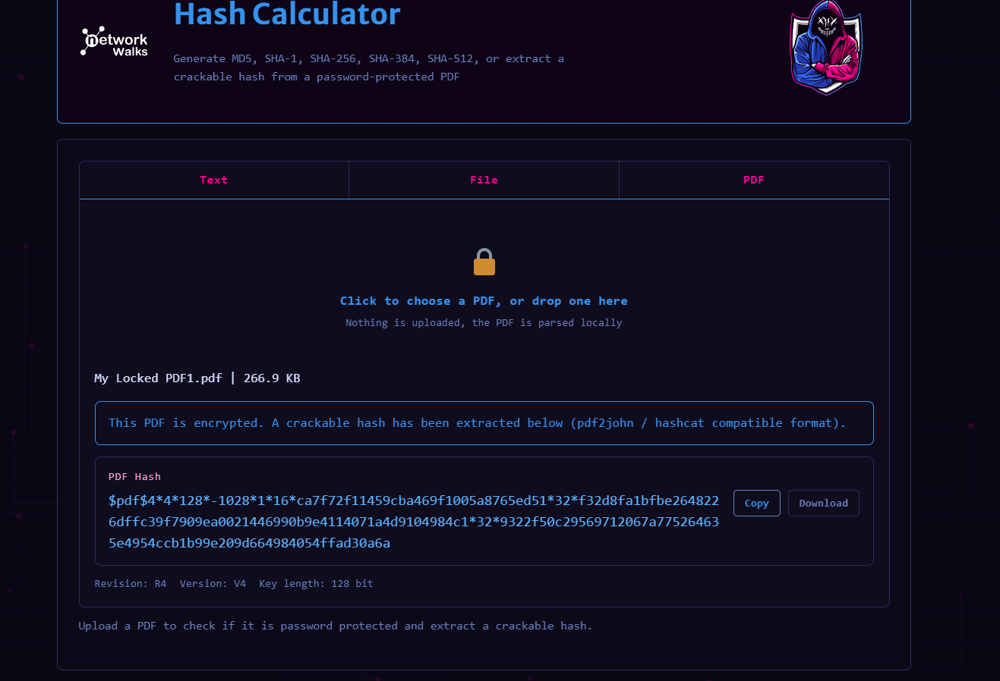 Hash Calculator
network
Walks
Generate MD5, SHA-1, SHA-256, SHA-384, SHA-512, or extract a
crackable hash from a password-protected PDF
Text
File
PDF
Click to choose a PDF, or drop one here
Nothing is uploaded, the PDF is parsed locally
My Locked PDF1.pdf | 266.9 KB
This PDF is encrypted. A crackable hash has been extracted below (pdf2john / hashcat compatible format).
PDF Hash
$pdf$4*4*128*-1028*1*16*ca7f72f11459cba469f1005a8765ed51*32*f32d8fa1bfbe264822
6dffc39f7909ea0021446990b9e4114071a4d9104984c1*32*9322f50c29569712067a77526463
5e4954ccb1b99e209d664984054ffad30a6a
Copy
Download
Revision: R4 Version: V4 Key length: 128 bit
Upload a PDF to check if it is password protected and extract a crackable hash.